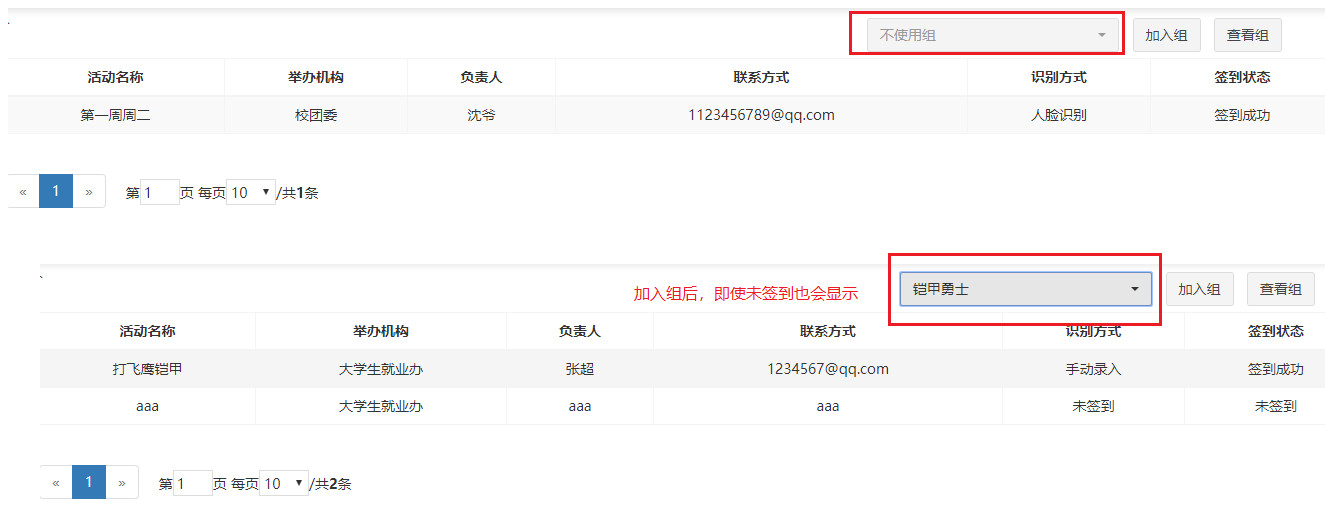 不使用组 加入组 查看组
活动名称 举办机构 负责人 联系方式 识别方式 签到状态
第一周周二 校团委 沈爷 1123456789@qq.com 人脸识别 签到成功
« 1 » 第1页 每页10/共1条
加入组后，即使未签到也会显示 铠甲勇士 加入组 查看组
活动名称 举办机构 负责人 联系方式 识别方式 签到状态
打飞鹰铠甲 大学生就业办 张超 1234567@qq.com 手动录入 签到成功
aaa 大学生就业办 aaa aaa 未签到 未签到
« 1 » 第1页 每页10/共2条